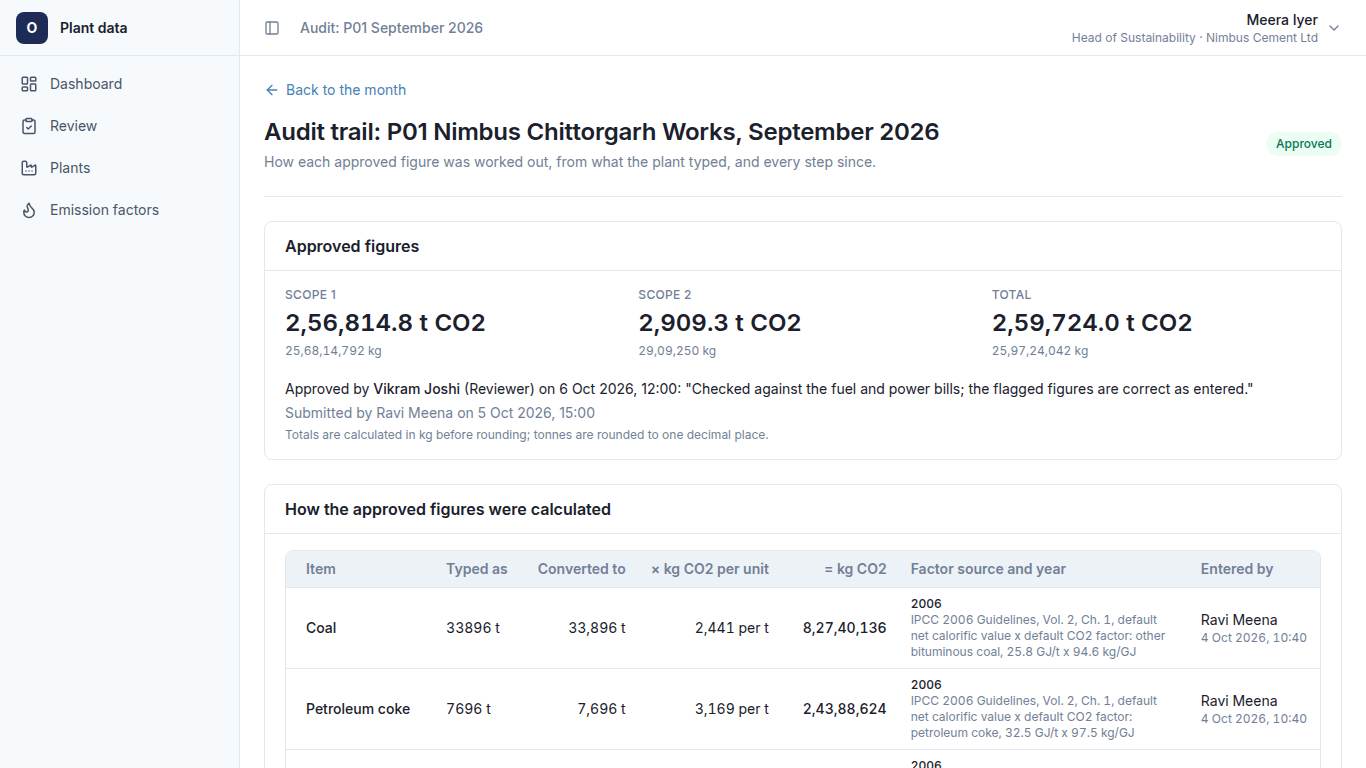 O Plant data
Audit: P01 September 2026
Meera Iyer
Head of Sustainability · Nimbus Cement Ltd
Dashboard
Review
Plants
Emission factors
Back to the month
Audit trail: P01 Nimbus Chittorgarh Works, September 2026
How each approved figure was worked out, from what the plant typed, and every step since.
Approved
Approved figures
SCOPE 1 SCOPE 2 TOTAL
2,56,814.8 t CO2 2,909.3 t CO2 2,59,724.0 t CO2
25,68,14,792 kg 29,09,250 kg 25,97,24,042 kg
Approved by Vikram Joshi (Reviewer) on 6 Oct 2026, 12:00: "Checked against the fuel and power bills; the flagged figures are correct as entered."
Submitted by Ravi Meena on 5 Oct 2026, 15:00
Totals are calculated in kg before rounding; tonnes are rounded to one decimal place.
How the approved figures were calculated
Item Typed as Converted to × kg CO2 per unit = kg CO2 Factor source and year Entered by
Coal 33896 t 33,896 t 2,441 per t 8,27,40,136
2006
IPCC 2006 Guidelines, Vol. 2, Ch. 1, default
net calorific value x default CO2 factor: other
bituminous coal, 25.8 GJ/t x 94.6 kg/GJ
Ravi Meena
4 Oct 2026, 10:40
Petroleum coke 7696 t 7,696 t 3,169 per t 2,43,88,624
2006
IPCC 2006 Guidelines, Vol. 2, Ch. 1, default
net calorific value x default CO2 factor:
petroleum coke, 32.5 GJ/t x 97.5 kg/GJ
Ravi Meena
4 Oct 2026, 10:40
2006